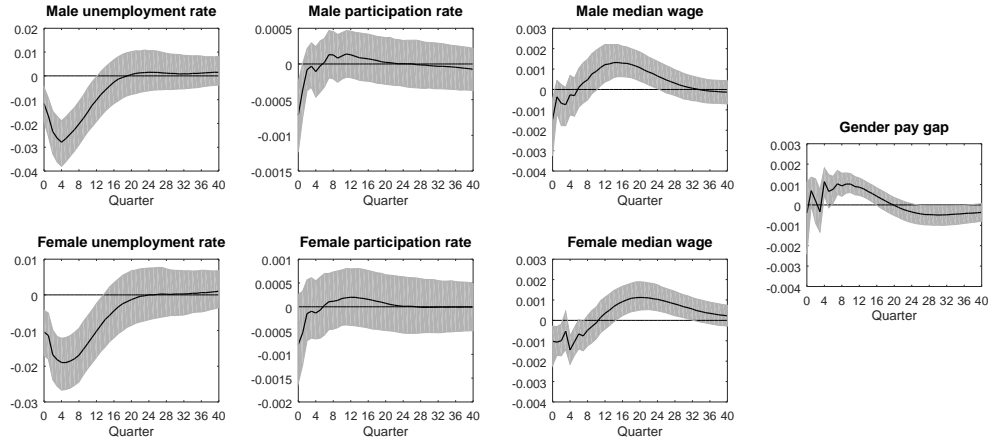 Male unemployment rate
0.02
0.01
0
-0.01
-0.02
-0.03
-0.04
0 4 8 12 16 20 24 28 32 36 40
Quarter
Male participation rate
0.0005
0
-0.0005
-0.001
-0.0015
0 4 8 12 16 20 24 28 32 36 40
Quarter
Male median wage
0.003
0.002
0.001
0
-0.001
-0.002
-0.003
-0.004
0 4 8 12 16 20 24 28 32 36 40
Quarter
Gender pay gap
0.003
0.002
0.001
0
-0.001
-0.002
-0.003
-0.004
0 4 8 12 16 20 24 28 32 36 40
Quarter
Female unemployment rate
0.01
0
-0.01
-0.02
-0.03
0 4 8 12 16 20 24 28 32 36 40
Quarter
Female participation rate
0.001
0.0005
0
-0.0005
-0.001
-0.0015
-0.002
0 4 8 12 16 20 24 28 32 36 40
Quarter
Female median wage
0.003
0.002
0.001
0
-0.001
-0.002
-0.003
-0.004
0 4 8 12 16 20 24 28 32 36 40
Quarter